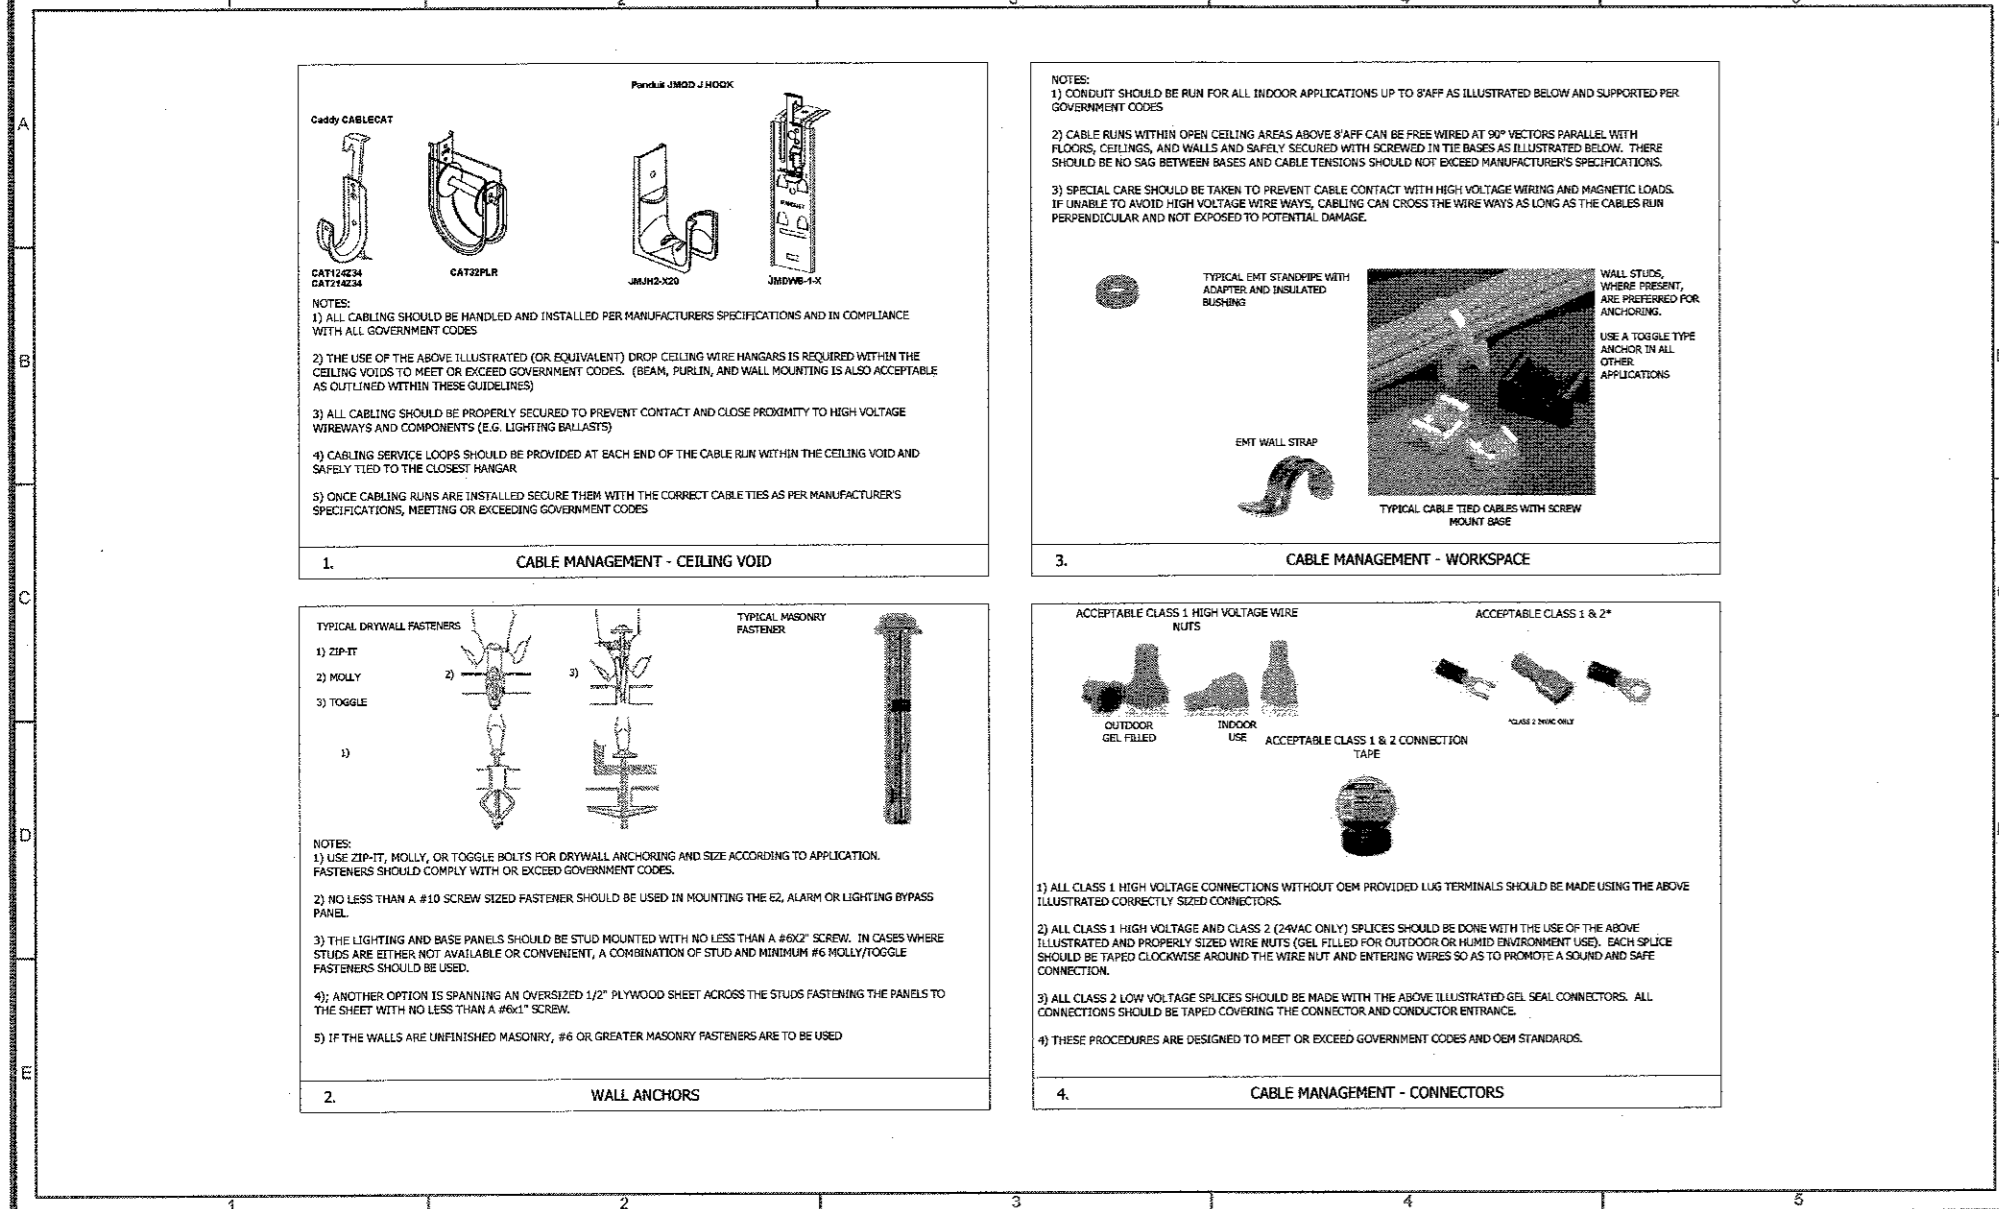 2
3
4
5
A
B
C
D
E
Panduit JMOD J HOOK
Caddy CABLECAT
CAT124Z34
CAT214Z34
CAT32PLR
JMJH2-X20
JMDWB-1-X
NOTES:
1) ALL CABLING SHOULD BE HANDLED AND INSTALLED PER MANUFACTURERS SPECIFICATIONS AND IN COMPLIANCE
WITH ALL GOVERNMENT CODES
2) THE USE OF THE ABOVE ILLUSTRATED (OR EQUIVALENT) DROP CEILING WIRE HANGARS IS REQUIRED WITHIN THE
CEILING VOIDS TO MEET OR EXCEED GOVERNMENT CODES. (BEAM, PURLIN, AND WALL MOUNTING IS ALSO ACCEPTABLE
AS OUTLINED WITHIN THESE GUIDELINES)
3) ALL CABLING SHOULD BE PROPERLY SECURED TO PREVENT CONTACT AND CLOSE PROXIMITY TO HIGH VOLTAGE
WIREWAYS AND COMPONENTS (E.G. LIGHTING BALLASTS)
4) CABLING SERVICE LOOPS SHOULD BE PROVIDED AT EACH END OF THE CABLE RUN WITHIN THE CEILING VOID AND
SAFELY TIED TO THE CLOSEST HANGAR
5) ONCE CABLING RUNS ARE INSTALLED SECURE THEM WITH THE CORRECT CABLE TIES AS PER MANUFACTURER'S
SPECIFICATIONS, MEETING OR EXCEEDING GOVERNMENT CODES
1. CABLE MANAGEMENT - CEILING VOID
NOTES:
1) CONDUIT SHOULD BE RUN FOR ALL INDOOR APPLICATIONS UP TO 8'AFF AS ILLUSTRATED BELOW AND SUPPORTED PER
GOVERNMENT CODES
2) CABLE RUNS WITHIN OPEN CEILING AREAS ABOVE 8'AFF CAN BE FREE WIRED AT 90° VECTORS PARALLEL WITH
FLOORS, CEILINGS, AND WALLS AND SAFELY SECURED WITH SCREWED IN TIE BASES AS ILLUSTRATED BELOW. THERE
SHOULD BE NO SAG BETWEEN BASES AND CABLE TENSIONS SHOULD NOT EXCEED MANUFACTURER'S SPECIFICATIONS.
3) SPECIAL CARE SHOULD BE TAKEN TO PREVENT CABLE CONTACT WITH HIGH VOLTAGE WIRING AND MAGNETIC LOADS.
IF UNABLE TO AVOID HIGH VOLTAGE WIRE WAYS, CABLING CAN CROSS THE WIRE WAYS AS LONG AS THE CABLES RUN
PERPENDICULAR AND NOT EXPOSED TO POTENTIAL DAMAGE.
TYPICAL EMT STANDPIPE WITH
ADAPTER AND INSULATED
BUSHING
WALL STUDS,
WHERE PRESENT,
ARE PREFERRED FOR
ANCHORING.
USE A TOGGLE TYPE
ANCHOR IN ALL
OTHER
APPLICATIONS
EMT WALL STRAP
TYPICAL CABLE TIED CABLES WITH SCREW
MOUNT BASE
3. CABLE MANAGEMENT - WORKSPACE
TYPICAL DRYWALL FASTENERS
1) ZIP-IT
2) MOLLY
3) TOGGLE
2)
3)
1)
TYPICAL MASONRY
FASTENER
NOTES:
1) USE ZIP-IT, MOLLY, OR TOGGLE BOLTS FOR DRYWALL ANCHORING AND SIZE ACCORDING TO APPLICATION.
FASTENERS SHOULD COMPLY WITH OR EXCEED GOVERNMENT CODES.
2) NO LESS THAN A #10 SCREW SIZED FASTENER SHOULD BE USED IN MOUNTING THE E2, ALARM OR LIGHTING BYPASS
PANEL.
3) THE LIGHTING AND BASE PANELS SHOULD BE STUD MOUNTED WITH NO LESS THAN A #6X2" SCREW. IN CASES WHERE
STUDS ARE EITHER NOT AVAILABLE OR CONVENIENT, A COMBINATION OF STUD AND MINIMUM #6 MOLLY/TOGGLE
FASTENERS SHOULD BE USED.
4); ANOTHER OPTION IS SPANNING AN OVERSIZED 1/2" PLYWOOD SHEET ACROSS THE STUDS FASTENING THE PANELS TO
THE SHEET WITH NO LESS THAN A #6x1" SCREW.
5) IF THE WALLS ARE UNFINISHED MASONRY, #6 OR GREATER MASONRY FASTENERS ARE TO BE USED
2. WALL ANCHORS
ACCEPTABLE CLASS 1 HIGH VOLTAGE WIRE
NUTS
ACCEPTABLE CLASS 1 & 2*
OUTDOOR
GEL FILLED
INDOOR
USE
*CLASS 2 24VAC ONLY
ACCEPTABLE CLASS 1 & 2 CONNECTION
TAPE
1) ALL CLASS 1 HIGH VOLTAGE CONNECTIONS WITHOUT OEM PROVIDED LUG TERMINALS SHOULD BE MADE USING THE ABOVE
ILLUSTRATED CORRECTLY SIZED CONNECTORS.
2) ALL CLASS 1 HIGH VOLTAGE AND CLASS 2 (24VAC ONLY) SPLICES SHOULD BE DONE WITH THE USE OF THE ABOVE
ILLUSTRATED AND PROPERLY SIZED WIRE NUTS (GEL FILLED FOR OUTDOOR OR HUMID ENVIRONMENT USE). EACH SPLICE
SHOULD BE TAPED CLOCKWISE AROUND THE WIRE NUT AND ENTERING WIRES SO AS TO PROMOTE A SOUND AND SAFE
CONNECTION.
3) ALL CLASS 2 LOW VOLTAGE SPLICES SHOULD BE MADE WITH THE ABOVE ILLUSTRATED GEL SEAL CONNECTORS. ALL
CONNECTIONS SHOULD BE TAPED COVERING THE CONNECTOR AND CONDUCTOR ENTRANCE.
4) THESE PROCEDURES ARE DESIGNED TO MEET OR EXCEED GOVERNMENT CODES AND OEM STANDARDS.
4. CABLE MANAGEMENT - CONNECTORS
1
2
3
4
5